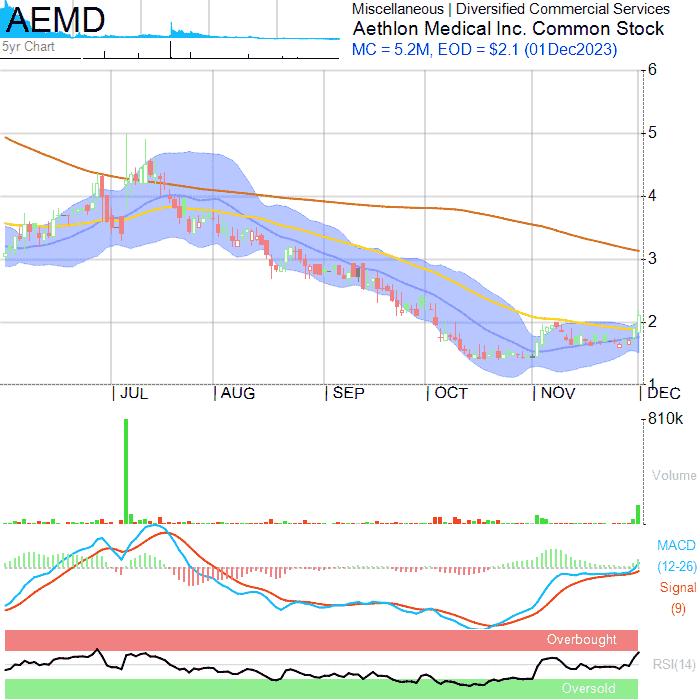 AEMD
5yr Chart
Miscellaneous | Diversified Commercial Services
Aethlon Medical Inc. Common Stock
MC = 5.2M, EOD = $2.1 (01Dec2023)
6
5
4
3
2
1
JUL AUG SEP OCT NOV DEC
810k
Volume
MACD
(12-26)
Signal
(9)
Overbought
RSI(14)
Oversold